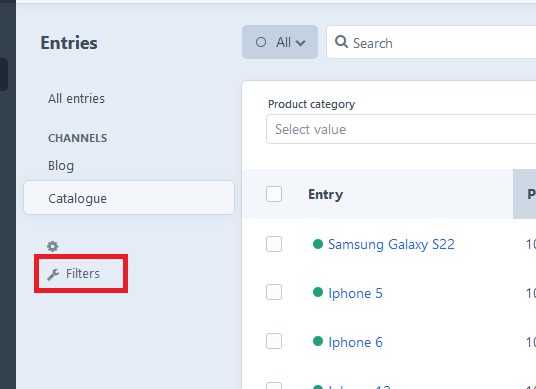 Entries
All
Search
All entries
CHANNELS
Blog
Catalogue
Filters
Product category
Select value
Entry
P
Samsung Galaxy S22
10
Iphone 5
10
Iphone 6
10